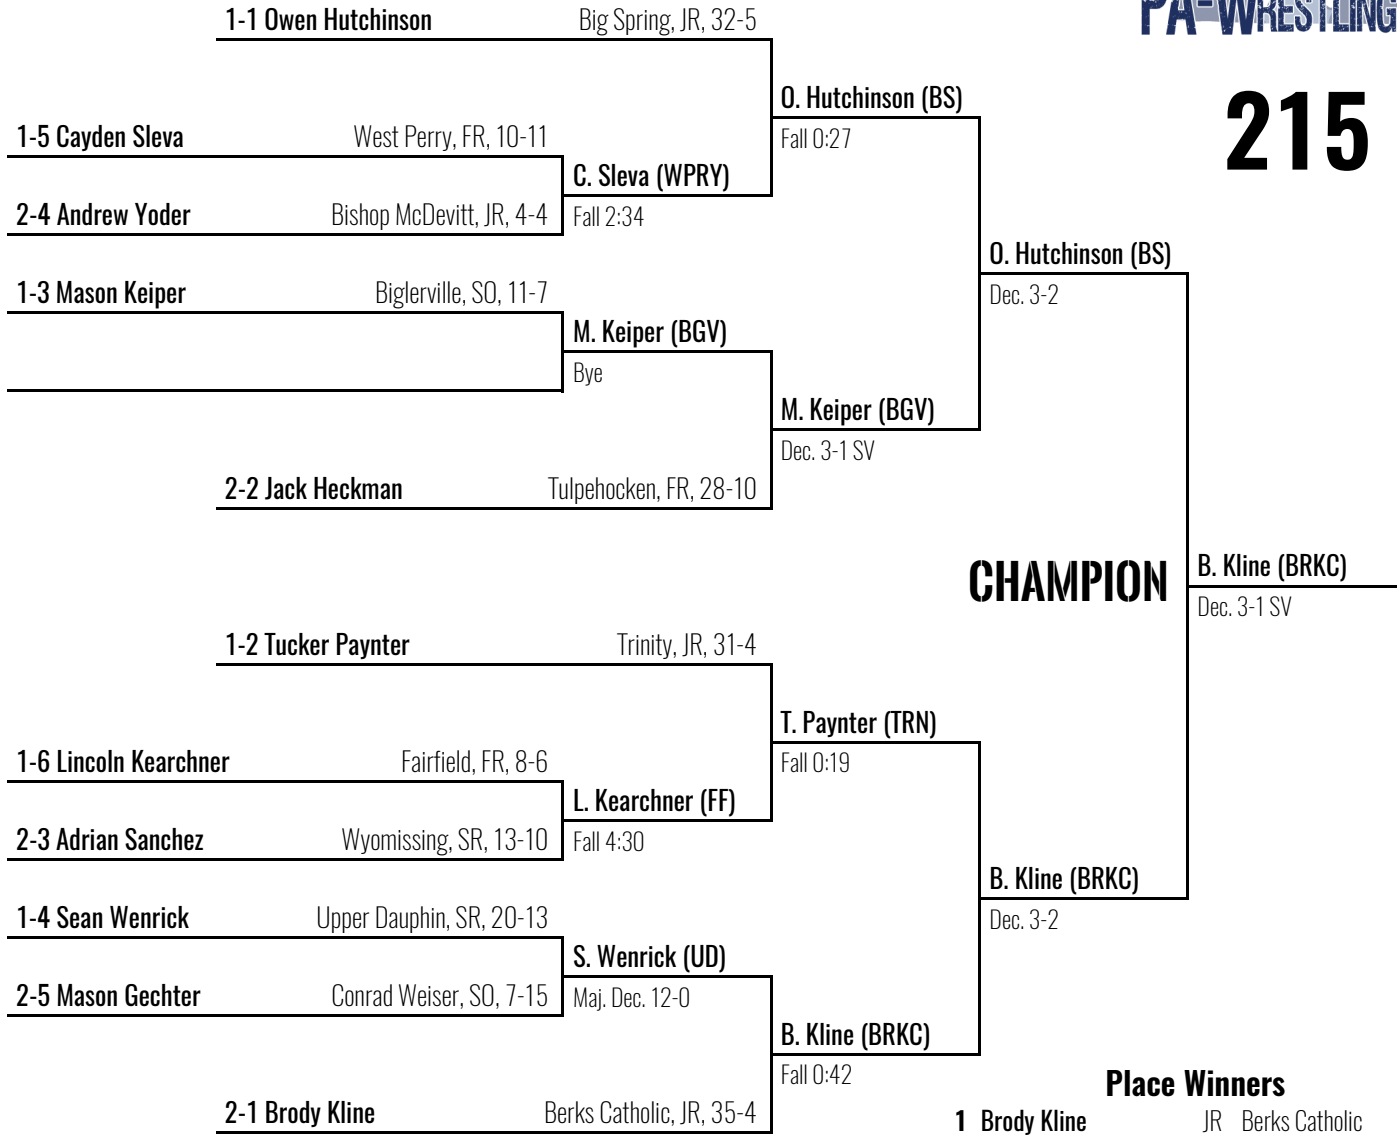 PA-WRESTLING
215
1-1 Owen Hutchinson Big Spring, JR, 32-5
O. Hutchinson (BS)
1-5 Cayden Sleva West Perry, FR, 10-11
Fall 0:27
C. Sleva (WPRY)
2-4 Andrew Yoder Bishop McDevitt, JR, 4-4
Fall 2:34
O. Hutchinson (BS)
1-3 Mason Keiper Biglerville, SO, 11-7
Dec. 3-2
M. Keiper (BGV)
Bye
M. Keiper (BGV)
Dec. 3-1 SV
2-2 Jack Heckman Tulpehocken, FR, 28-10
CHAMPION
B. Kline (BRKC)
Dec. 3-1 SV
1-2 Tucker Paynter Trinity, JR, 31-4
T. Paynter (TRN)
1-6 Lincoln Kearchner Fairfield, FR, 8-6
Fall 0:19
L. Kearchner (FF)
2-3 Adrian Sanchez Wyomissing, SR, 13-10
Fall 4:30
B. Kline (BRKC)
1-4 Sean Wenrick Upper Dauphin, SR, 20-13
Dec. 3-2
S. Wenrick (UD)
2-5 Mason Gechter Conrad Weiser, SO, 7-15
Maj. Dec. 12-0
B. Kline (BRKC)
Fall 0:42
Place Winners
2-1 Brody Kline Berks Catholic, JR, 35-4
1 Brody Kline JR Berks Catholic